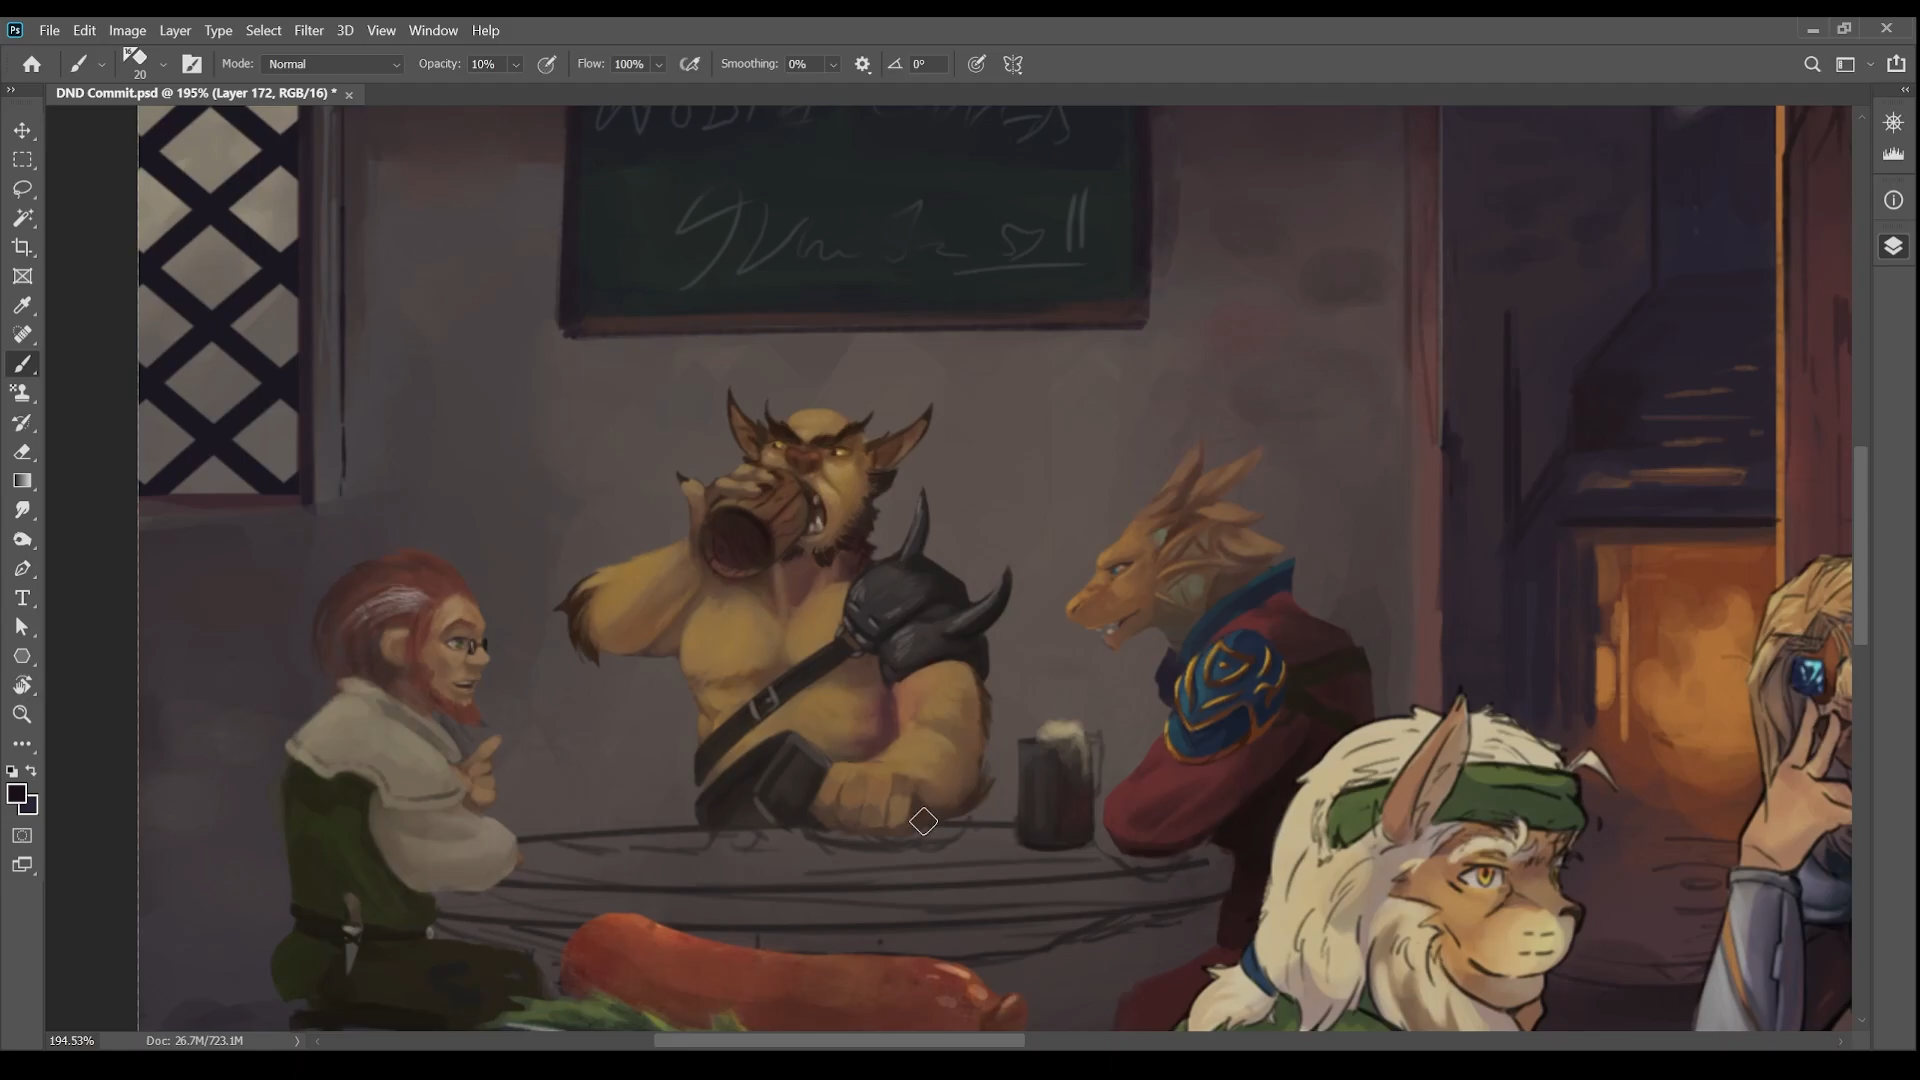 File Edit Image Layer Type Select Filter 3D View Window Help
16
20
Mode: Normal Opacity: 10% Flow: 100% Smoothing: 0% 0°
DND Commit.psd @ 195% (Layer 172, RGB/16) *
194.53% Doc: 26.7M/723.1M